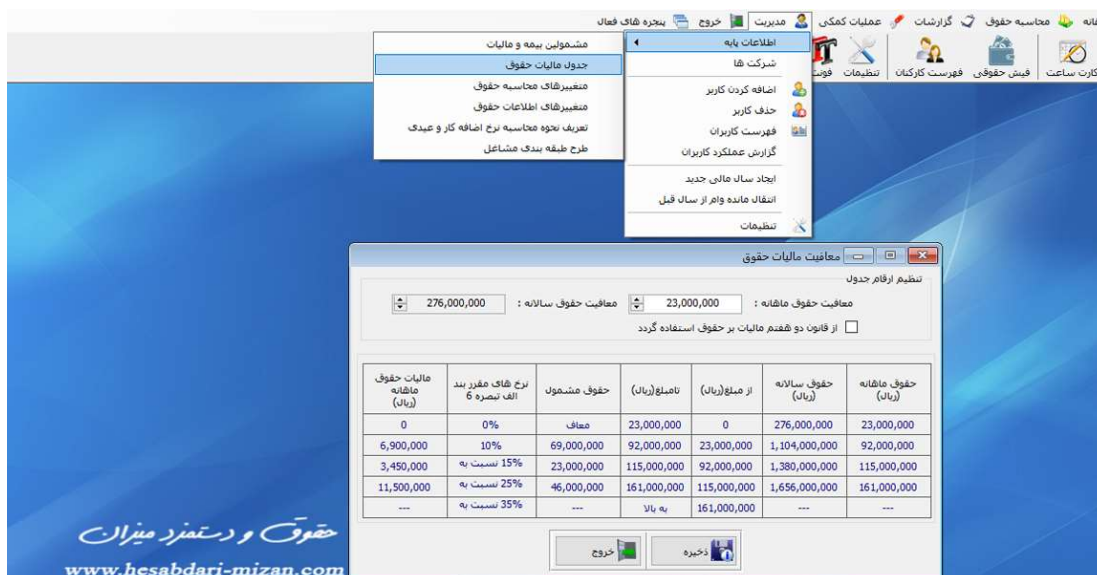 محاسبه حقوق گزارشات عملیات کمکی مدیریت خروج پنجره های فعال
کارت ساعت فیش حقوقی فهرست کارکنان تنظیمات فونت
اطلاعات پایه
شرکت ها
اضافه کردن کاربر
حذف کاربر
فهرست کاربران
گزارش عملکرد کاربران
ایجاد سال مالی جدید
انتقال مانده وام از سال قبل
تنظیمات
مشمولین بیمه و مالیات
جدول مالیات حقوق
متغییرهای محاسبه حقوق
متغییرهای اطلاعات حقوق
تعریف نحوه محاسبه نرخ اضافه کار و عیدی
طرح طبقه بندی مشاغل
معافیت مالیات حقوق
تنظیم ارقام جدول
معافیت حقوق ماهانه : 23,000,000 معافیت حقوق سالانه : 276,000,000
از قانون دو هفتم مالیات بر حقوق استفاده گردد
حقوق ماهانه (ریال) حقوق سالانه (ریال) از مبلغ(ریال) تامبلغ(ریال) حقوق مشمول نرخ های مقرر بند الف تبصره 6 مالیات حقوق ماهانه (ریال)
23,000,000 276,000,000 0 23,000,000 معاف 0% 0
92,000,000 1,104,000,000 23,000,000 92,000,000 69,000,000 10% 6,900,000
115,000,000 1,380,000,000 92,000,000 115,000,000 23,000,000 15% نسبت به 3,450,000
161,000,000 1,656,000,000 115,000,000 161,000,000 46,000,000 25% نسبت به 11,500,000
--- --- 161,000,000 به بالا --- 35% نسبت به ---
ذخیره خروج
حقوق و دستمزد میزان
www.hesabdari-mizan.com